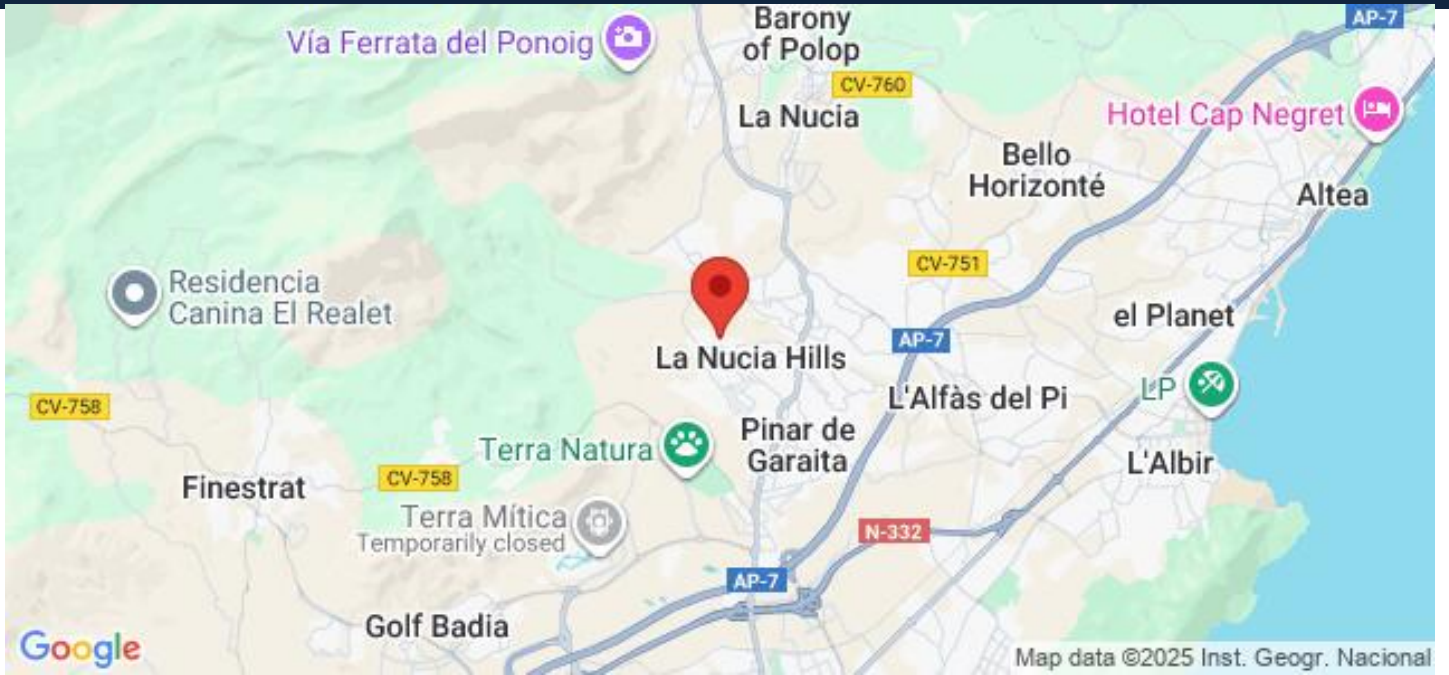 AP-7
Barony
of Polop
Vía Ferrata del Ponoig
CV-760
La Nucia
Hotel Cap Negret
Bello
Horizonté
Altea
CV-751
Residencia
Canina El Realet
el Planet
AP-7
La Nucia Hills
LP
L'Alfàs del Pi
CV-758
Pinar de
Garaita
Terra Natura
L'Albir
CV-758
Finestrat
Terra Mítica
Temporarily closed
N-332
AP-7
Golf Badia
Google
Map data ©2025 Inst. Geogr. Nacional